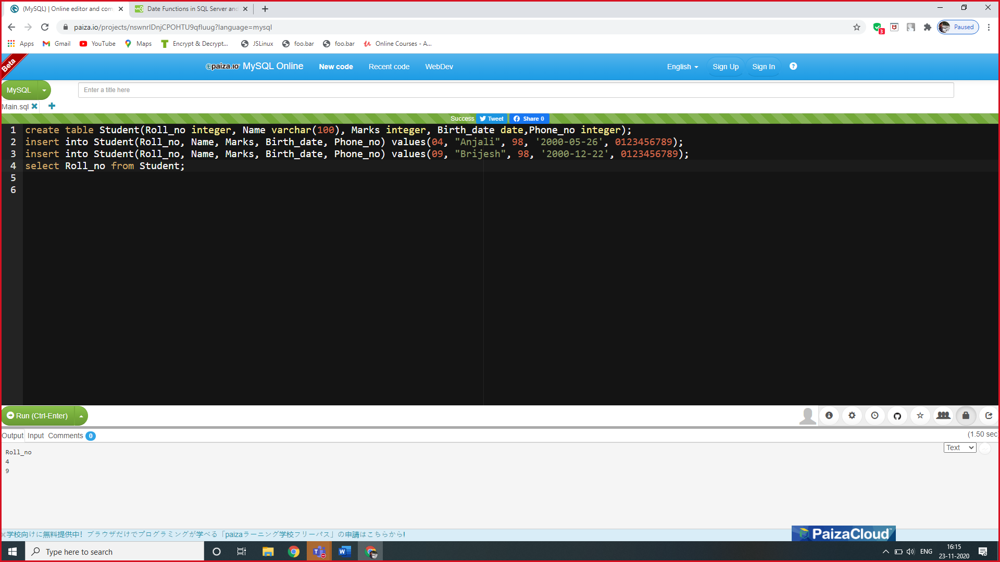 (MySQL) | Online editor and com
Date Functions in SQL Server and
paiza.io/projects/nswnrIDnjCPOHTU9qfIuug?language=mysql
3
Paused
Apps
Gmail
YouTube
Maps
Encrypt & Decrypt...
JSLinux
foo.bar
foo.bar
Online Courses - A...
Beta
paiza.IO MySQL Online
New code
Recent code
WebDev
English
Sign Up
Sign In
?
MySQL
Enter a title here
Main.sql
Success
Tweet
Share 0
1 create table Student(Roll_no integer, Name varchar(100), Marks integer, Birth_date date,Phone_no integer);
2 insert into Student(Roll_no, Name, Marks, Birth_date, Phone_no) values(04, "Anjali", 98, '2000-05-26', 0123456789);
3 insert into Student(Roll_no, Name, Marks, Birth_date, Phone_no) values(09, "Brijesh", 98, '2000-12-22', 0123456789);
4 select Roll_no from Student;
5
6
Run (Ctrl-Enter)
Output Input Comments 0
(1.50 sec
Text
Roll_no
4
9
学校向けに無料提供中! ブラウザだけでプログラミングが学べる「paizaラーニング学校フリーパス」の申請はこちらから!
PaizaCloud
Type here to search
ENG
16:15
23-11-2020